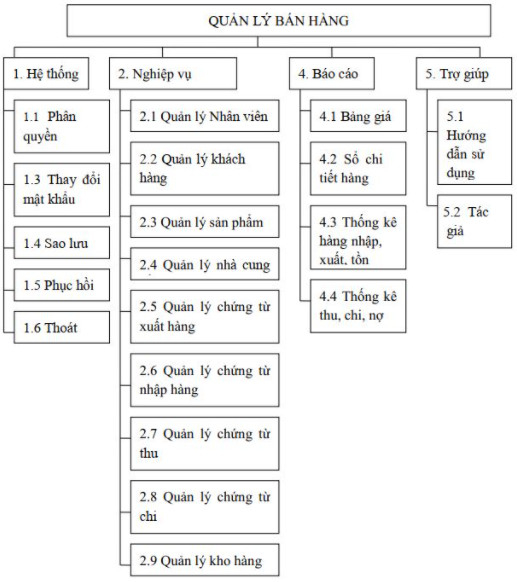 QUẢN LÝ BÁN HÀNG
1. Hệ thống
1.1 Phân
quyền
1.3 Thay đổi
mật khẩu
1.4 Sao lưu
1.5 Phục hồi
1.6 Thoát
2. Nghiệp vụ
2.1 Quản lý Nhân viên
2.2 Quản lý khách
hàng
2.3 Quản lý sản phẩm
2.4 Quản lý nhà cung
2.5 Quản lý chứng từ
xuất hàng
2.6 Quản lý chứng từ
nhập hàng
2.7 Quản lý chứng từ
thu
2.8 Quản lý chứng từ
chi
2.9 Quản lý kho hàng
4. Báo cáo
4.1 Bảng giá
4.2 Sổ chi
tiết hàng
4.3 Thống kê
hàng nhập,
xuất, tồn
4.4 Thống kê
thu, chi, nợ
5. Trợ giúp
5.1
Hướng
dẫn sử
dụng
5.2 Tác
giả